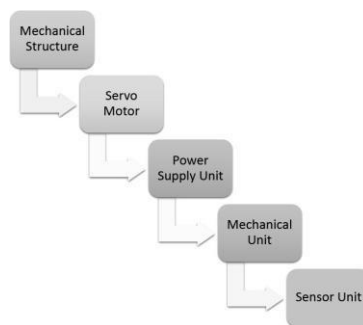 Mechanical
Structure
Servo
Motor
Power
Supply Unit
Mechanical
Unit
Sensor Unit